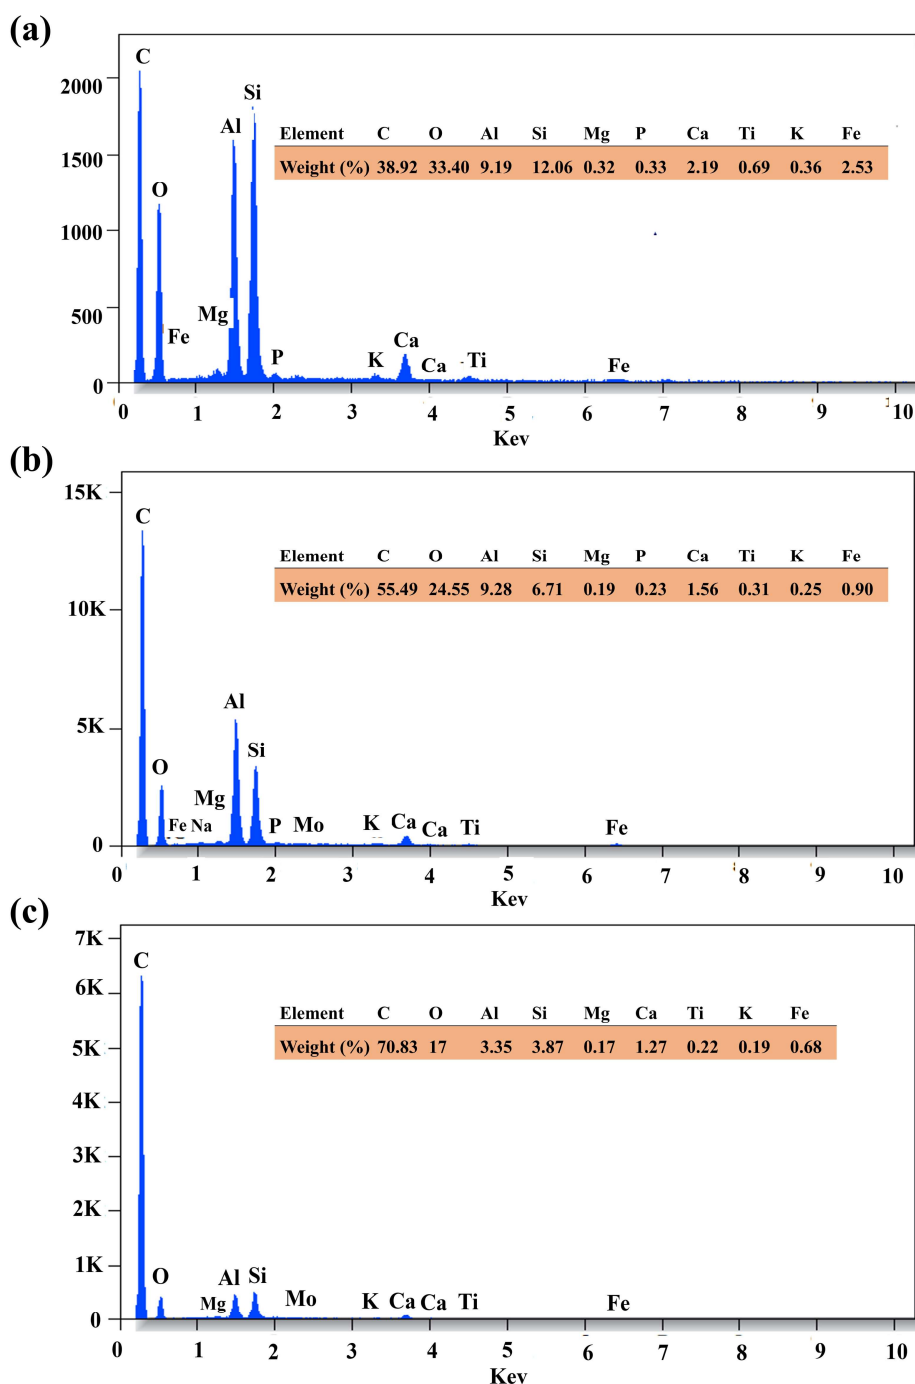 (a)
C
Si
Al
O
Mg
Fe
P
K
Ca
Ca
Ti
Fe
2000
1500
1000
500
0
Element C O Al Si Mg P Ca Ti K Fe
Weight (%) 38.92 33.40 9.19 12.06 0.32 0.33 2.19 0.69 0.36 2.53
0 1 2 3 4 5 6 7 8 9 10
Kev
(b)
15K
10K
5K
0
C
Element C O Al Si Mg P Ca Ti K Fe
Weight (%) 55.49 24.55 9.28 6.71 0.19 0.23 1.56 0.31 0.25 0.90
Al
Si
O
Mg
Fe Na
P
Mo
K
Ca
Ca
Ti
Fe
0 1 2 3 4 5 6 7 8 9 10
Kev
(c)
7K
6K
5K
4K
3K
2K
1K
0
C
Element C O Al Si Mg Ca Ti K Fe
Weight (%) 70.83 17 3.35 3.87 0.17 1.27 0.22 0.19 0.68
O
Al
Si
Mg
Mo
K
Ca
Ca
Ti
Fe
0 1 2 3 4 5 6 7 8 9 10
Kev